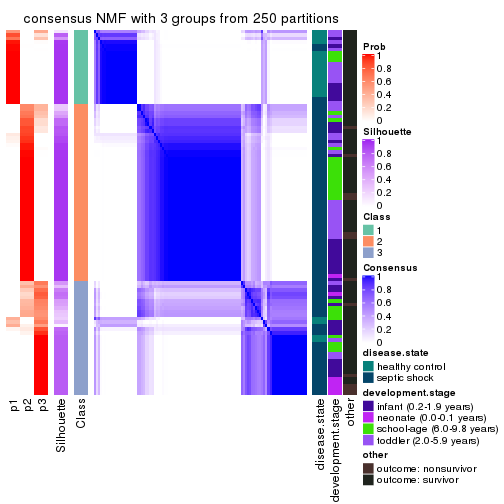 consensus NMF with 3 groups from 250 partitions
Prob
1
0.8
0.6
0.4
0.2
0
Silhouette
1
0.8
0.6
0.4
0.2
0
Class
1
2
3
Consensus
1
0.8
0.6
0.4
0.2
0
disease.state
healthy control
septic shock
development.stage
infant (0.2-1.9 years)
neonate (0.0-0.1 years)
school-age (6.0-9.8 years)
toddler (2.0-5.9 years)
other
outcome: nonsurvivor
outcome: survivor
p1
p2
p3
Silhouette
Class
disease.state
development.stage
other